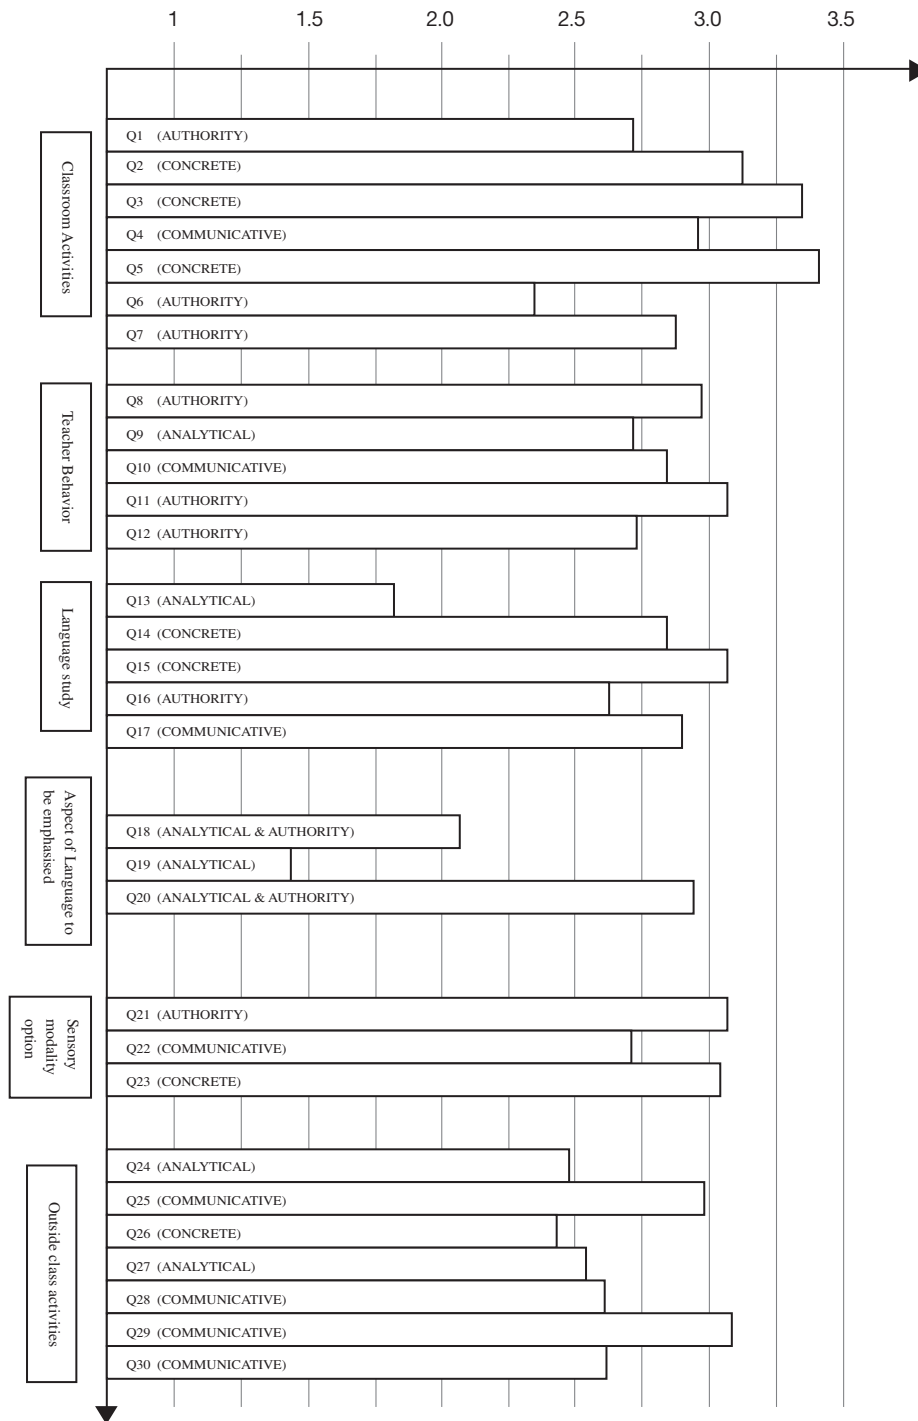 1 1.5 2.0 2.5 3.0 3.5
Classroom Activities
Q1 (AUTHORITY)
Q2 (CONCRETE)
Q3 (CONCRETE)
Q4 (COMMUNICATIVE)
Q5 (CONCRETE)
Q6 (AUTHORITY)
Q7 (AUTHORITY)
Teacher Behavior
Q8 (AUTHORITY)
Q9 (ANALYTICAL)
Q10 (COMMUNICATIVE)
Q11 (AUTHORITY)
Q12 (AUTHORITY)
Language study
Q13 (ANALYTICAL)
Q14 (CONCRETE)
Q15 (CONCRETE)
Q16 (AUTHORITY)
Q17 (COMMUNICATIVE)
Aspect of Language to
be emphasised
Q18 (ANALYTICAL & AUTHORITY)
Q19 (ANALYTICAL)
Q20 (ANALYTICAL & AUTHORITY)
Sensory
modality
option
Q21 (AUTHORITY)
Q22 (COMMUNICATIVE)
Q23 (CONCRETE)
Outside class activities
Q24 (ANALYTICAL)
Q25 (COMMUNICATIVE)
Q26 (CONCRETE)
Q27 (ANALYTICAL)
Q28 (COMMUNICATIVE)
Q29 (COMMUNICATIVE)
Q30 (COMMUNICATIVE)